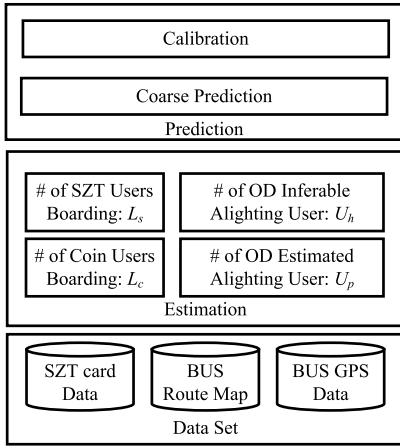 Calibration
Coarse Prediction
Prediction
# of SZT Users
Boarding: Ls
# of OD Inferable
Alighting User: Uh
# of Coin Users
Boarding: Lc
# of OD Estimated
Alighting User: Up
Estimation
SZT card
Data
BUS
Route Map
BUS GPS
Data
Data Set